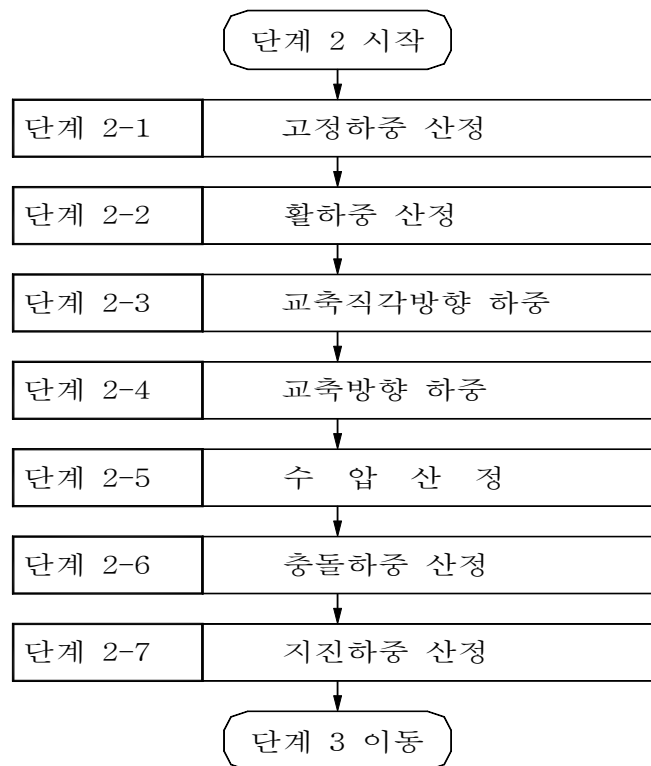 단계 2 시작
단계 2-1 고정하중 산정
단계 2-2 활하중 산정
단계 2-3 교축직각방향 하중
단계 2-4 교축방향 하중
단계 2-5 수 압 산 정
단계 2-6 충돌하중 산정
단계 2-7 지진하중 산정
단계 3 이동